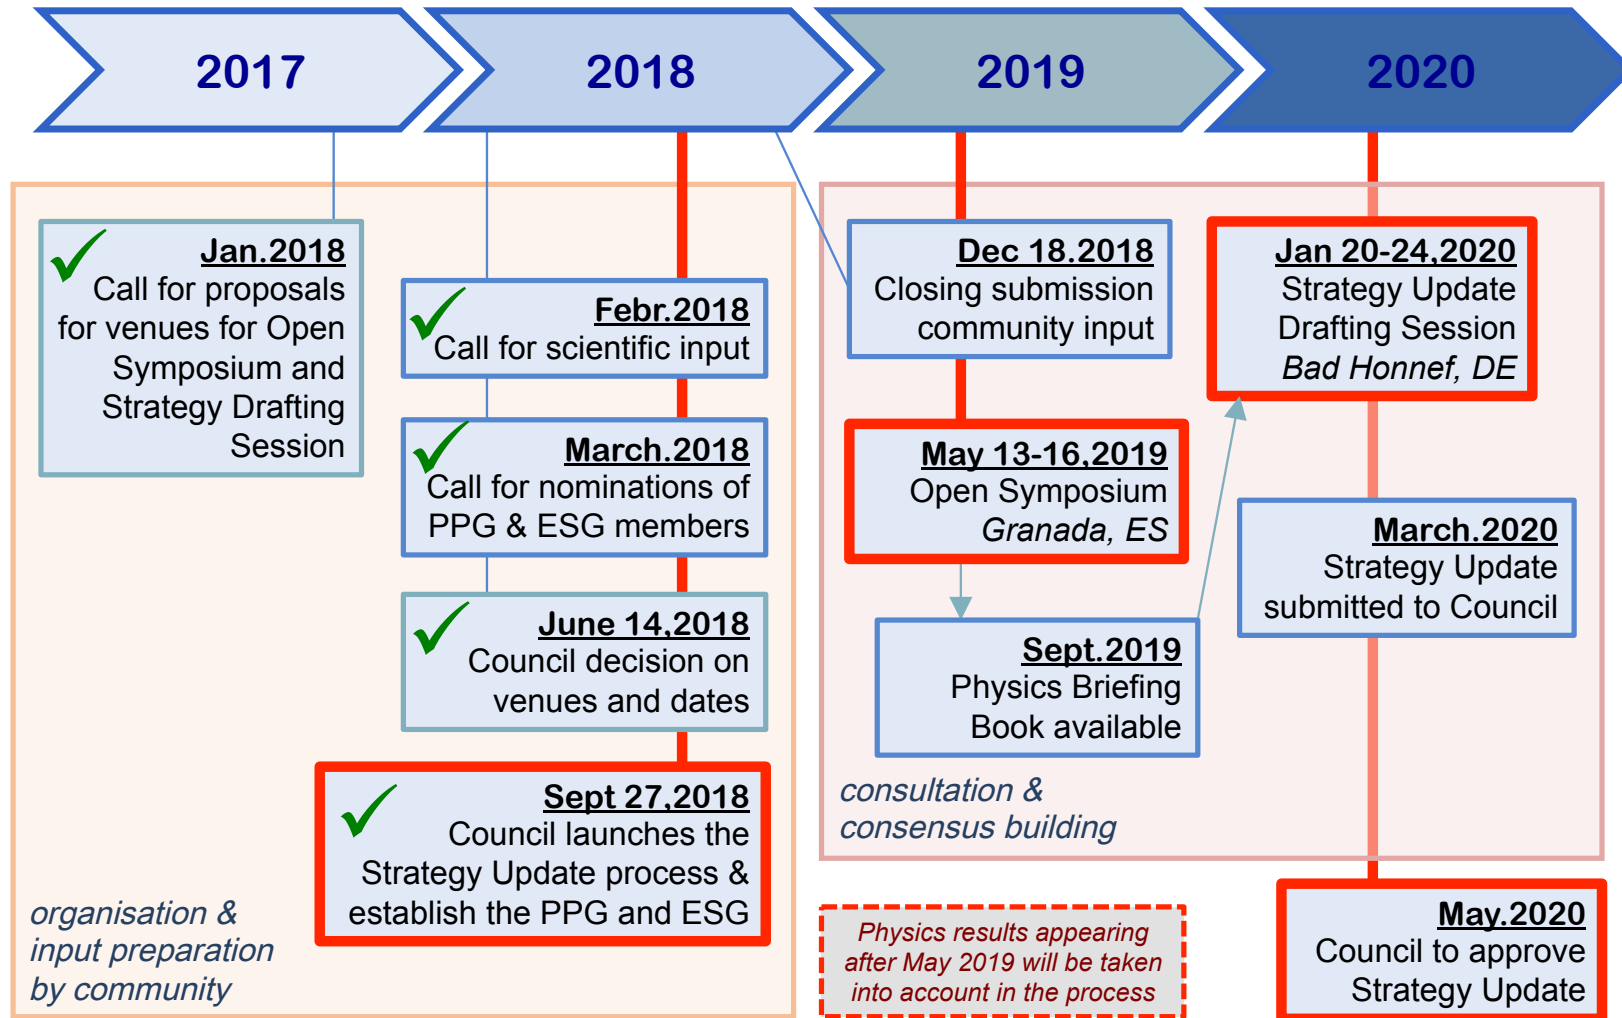 2017
2018
2019
2020
Jan.2018
Call for proposals
for venues for Open
Symposium and
Strategy Drafting
Session
Febr.2018
Call for scientific input
March.2018
Call for nominations of
PPG & ESG members
June 14,2018
Council decision on
venues and dates
Sept 27,2018
Council launches the
Strategy Update process &
establish the PPG and ESG
organisation &
input preparation
by community
Dec 18.2018
Closing submission
community input
May 13-16,2019
Open Symposium
Granada, ES
Sept.2019
Physics Briefing
Book available
consultation &
consensus building
Jan 20-24,2020
Strategy Update
Drafting Session
Bad Honnef, DE
March.2020
Strategy Update
submitted to Council
Physics results appearing
after May 2019 will be taken
into account in the process
May.2020
Council to approve
Strategy Update